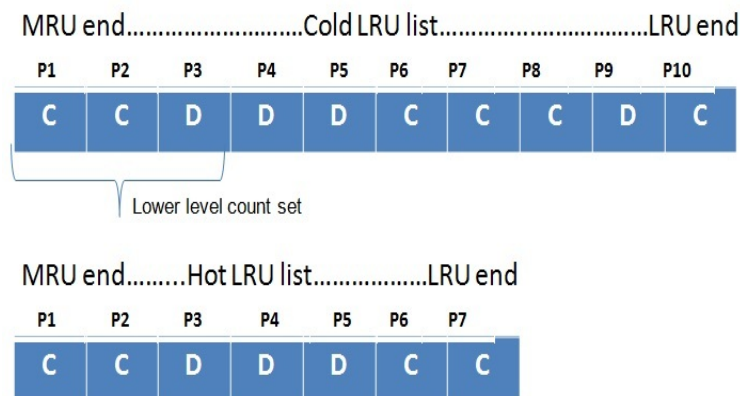 MRU end……………………….Cold LRU list……………..……………………LRU end
P1 P2 P3 P4 P5 P6 P7 P8 P9 P10
C C D D D C C C D C
Lower level count set
MRU end.…..…Hot LRU list………………LRU end
P1 P2 P3 P4 P5 P6 P7
C C D D D C C